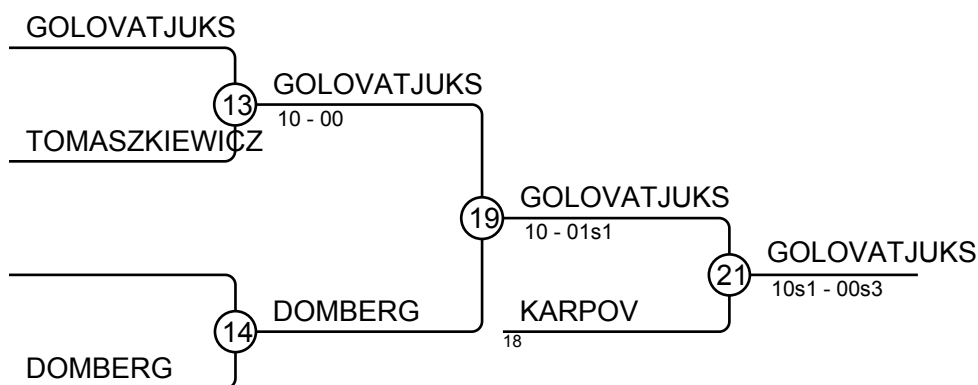 GOLOVATJUKS
13
GOLOVATJUKS
10 - 00
TOMASZKIEWICZ
19
GOLOVATJUKS
10 - 01s1
21
GOLOVATJUKS
10s1 - 00s3
14
DOMBERG
KARPOV
18
DOMBERG